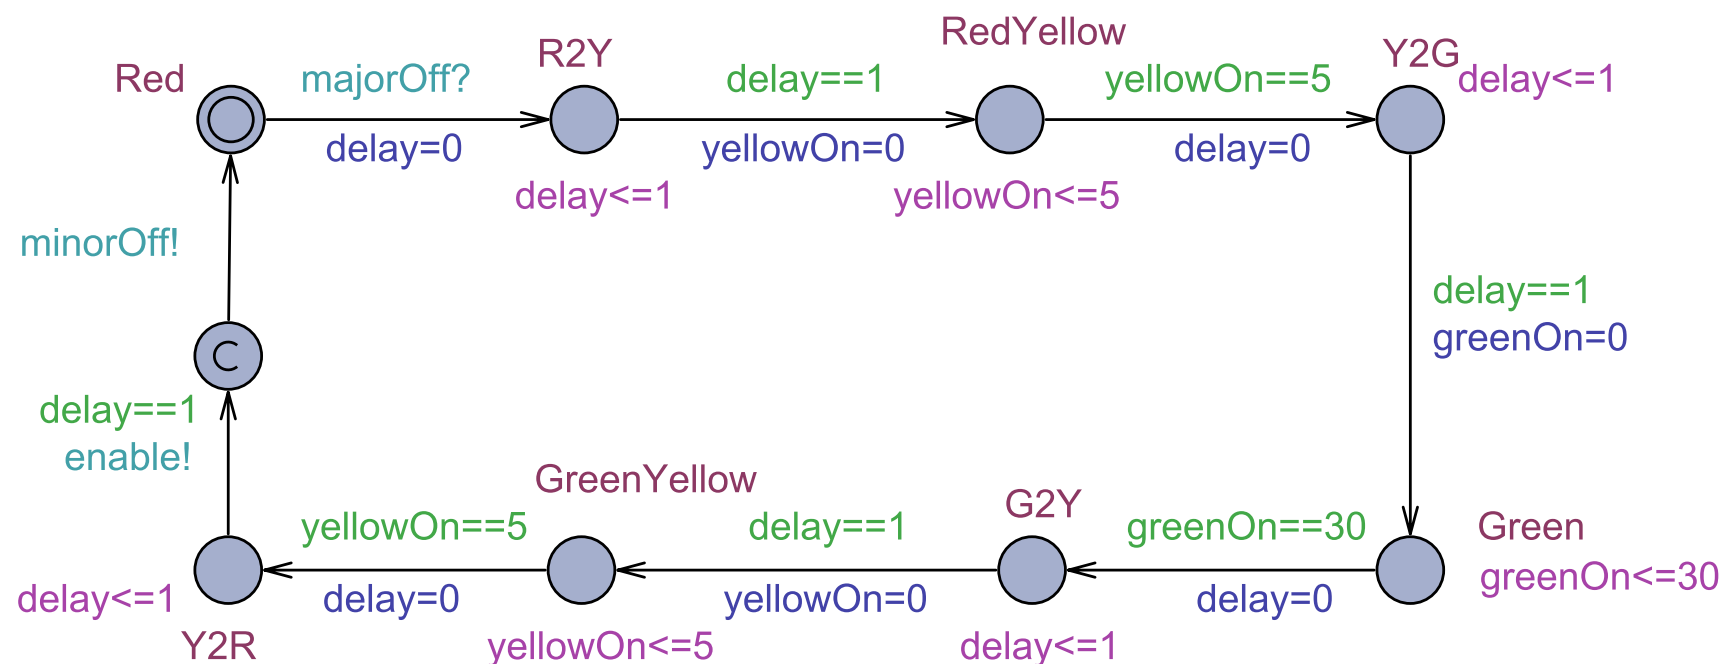 RedYellow
R2Y
Y2G
Red
majorOff?
delay==1
yellowOn==5
delay<=1
delay=0
yellowOn=0
delay=0
delay<=1
yellowOn<=5
minorOff!
delay==1
greenOn=0
C
delay==1
enable!
GreenYellow
G2Y
yellowOn==5
delay==1
greenOn==30
Green
greenOn<=30
delay<=1
delay=0
yellowOn=0
delay=0
Y2R
yellowOn<=5
delay<=1